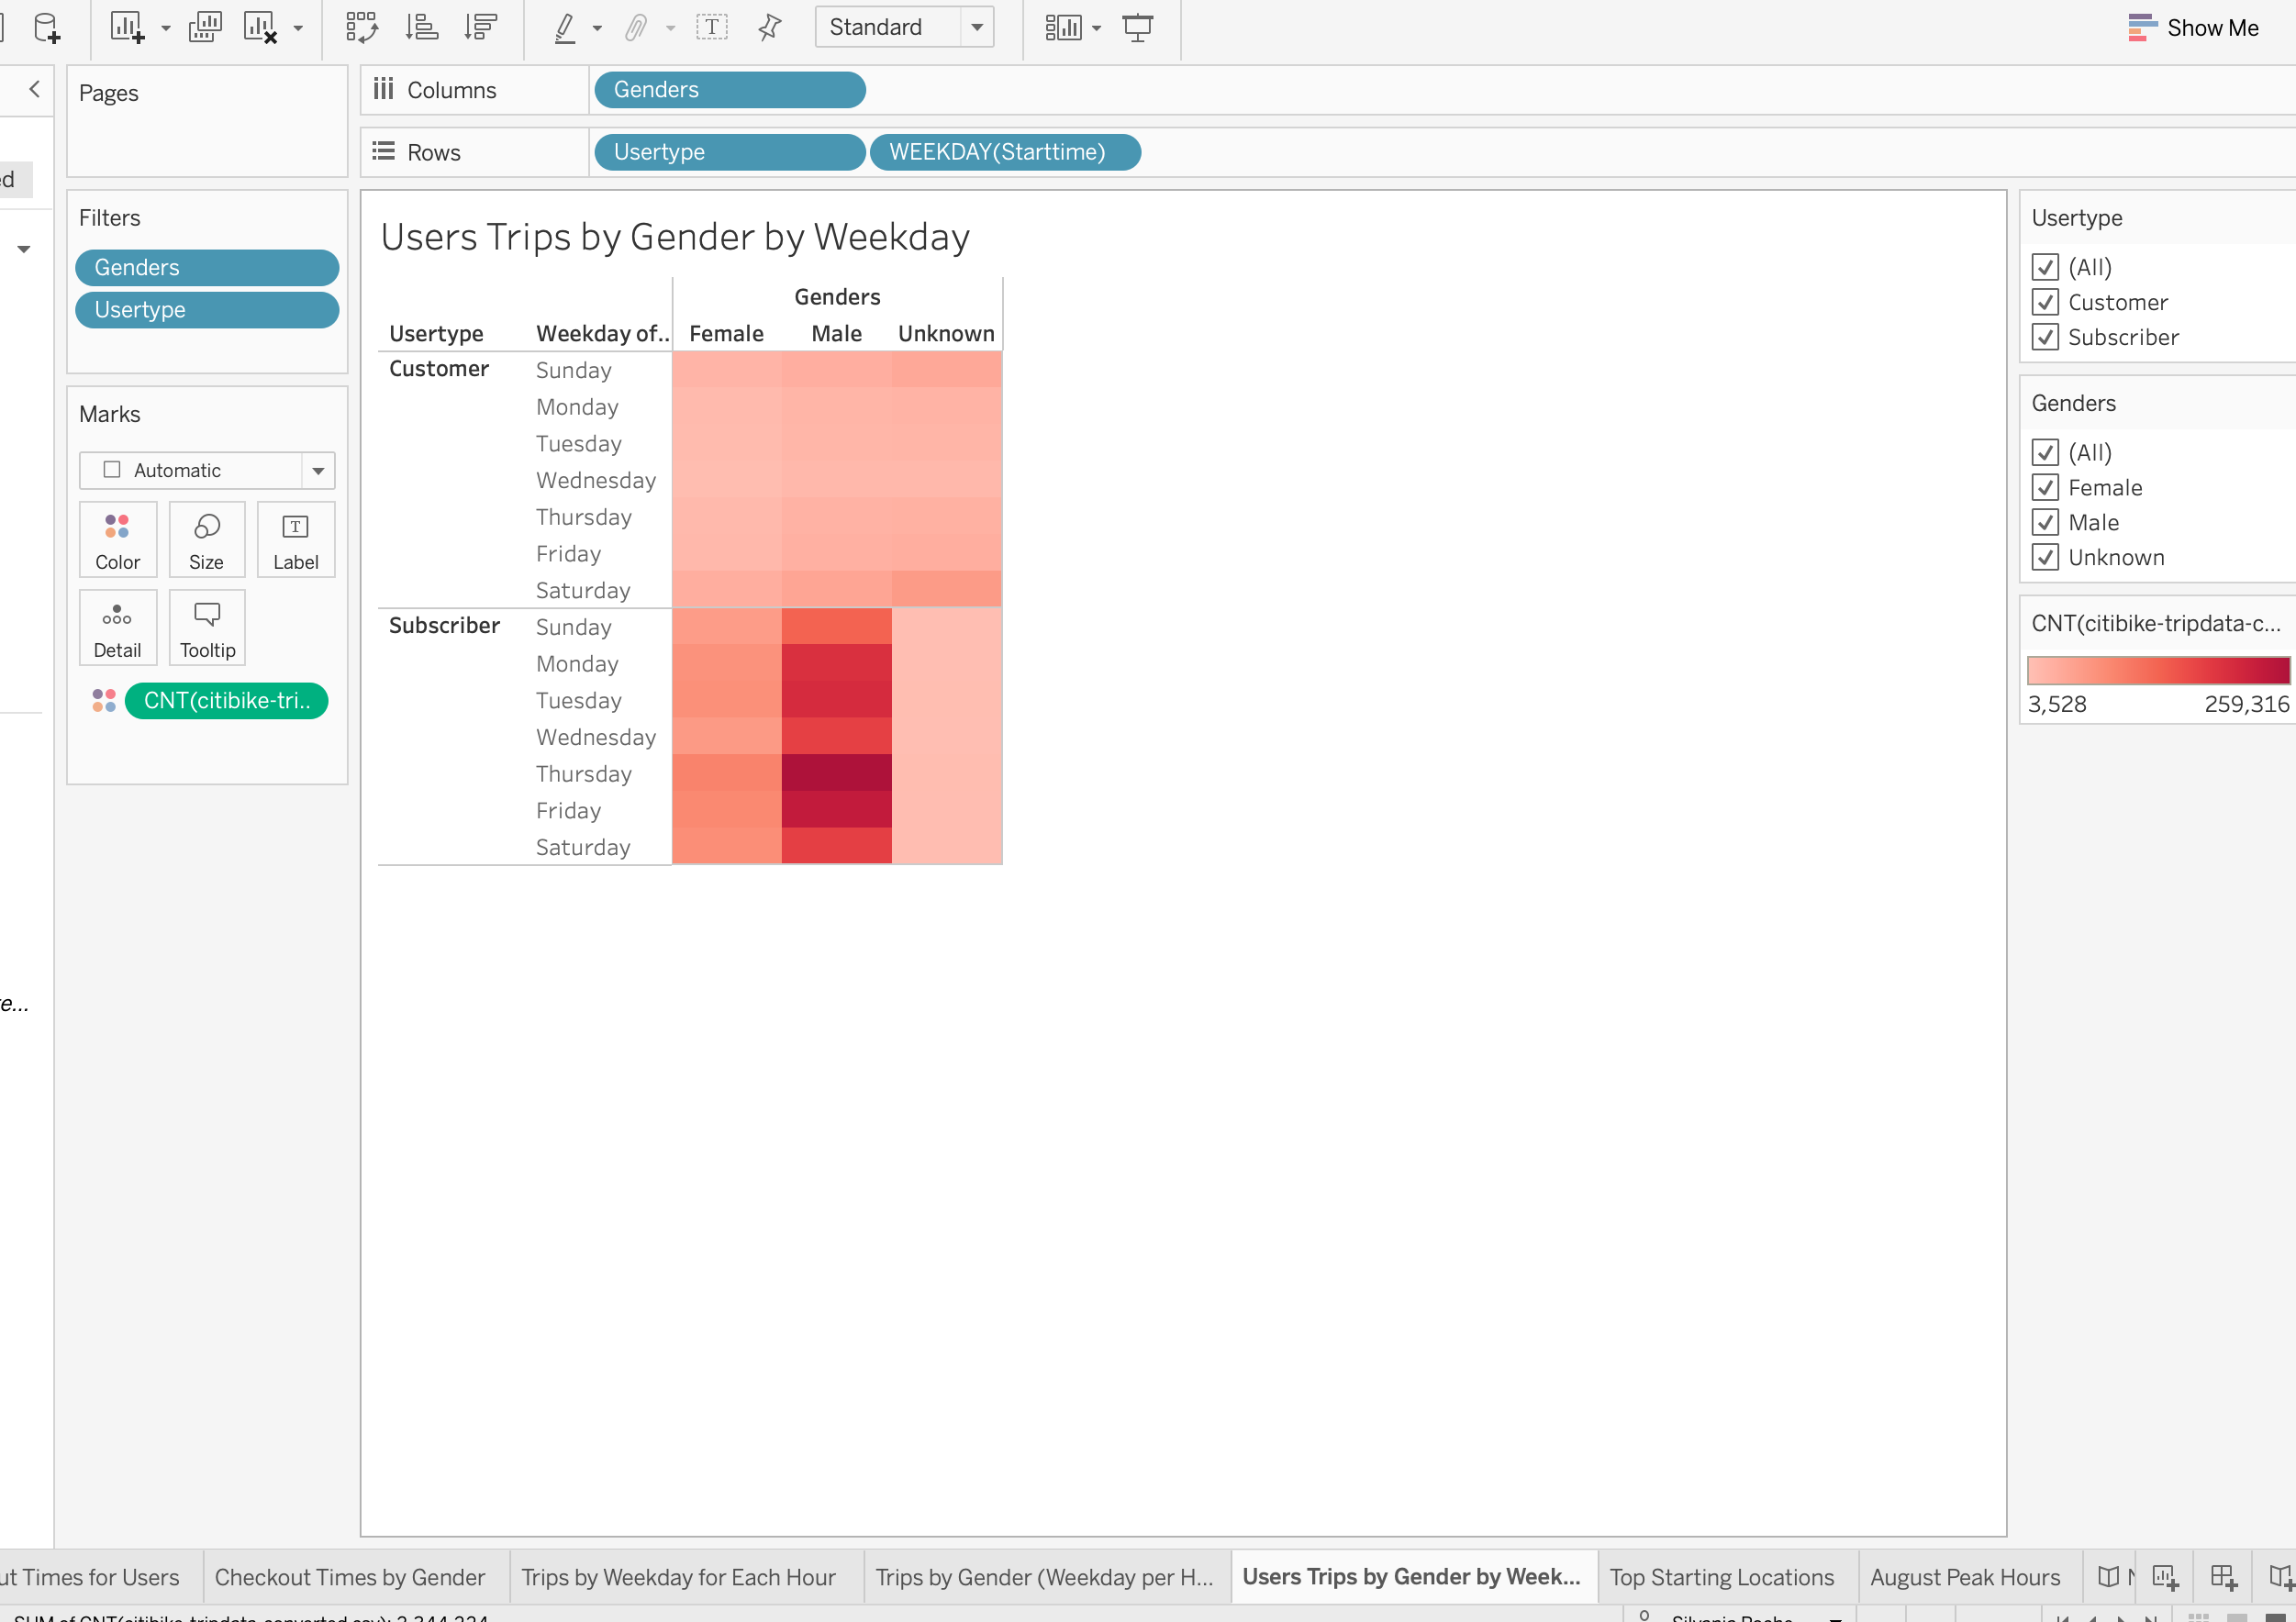 Standard
Show Me
Pages
Columns
Genders
Rows
Usertype
WEEKDAY(Starttime)
ed
Filters
Genders
Usertype
Marks
Automatic
Color
Size
Label
Detail
Tooltip
CNT(citibike-tri..
e...
Users Trips by Gender by Weekday
Genders
Usertype Weekday of.. Female Male Unknown
Customer Sunday
Monday
Tuesday
Wednesday
Thursday
Friday
Saturday
Subscriber Sunday
Monday
Tuesday
Wednesday
Thursday
Friday
Saturday
Usertype
(All)
Customer
Subscriber
Genders
(All)
Female
Male
Unknown
CNT(citibike-tripdata-c...
3,528 259,316
ut Times for Users
Checkout Times by Gender
Trips by Weekday for Each Hour
Trips by Gender (Weekday per H...
Users Trips by Gender by Week...
Top Starting Locations
August Peak Hours